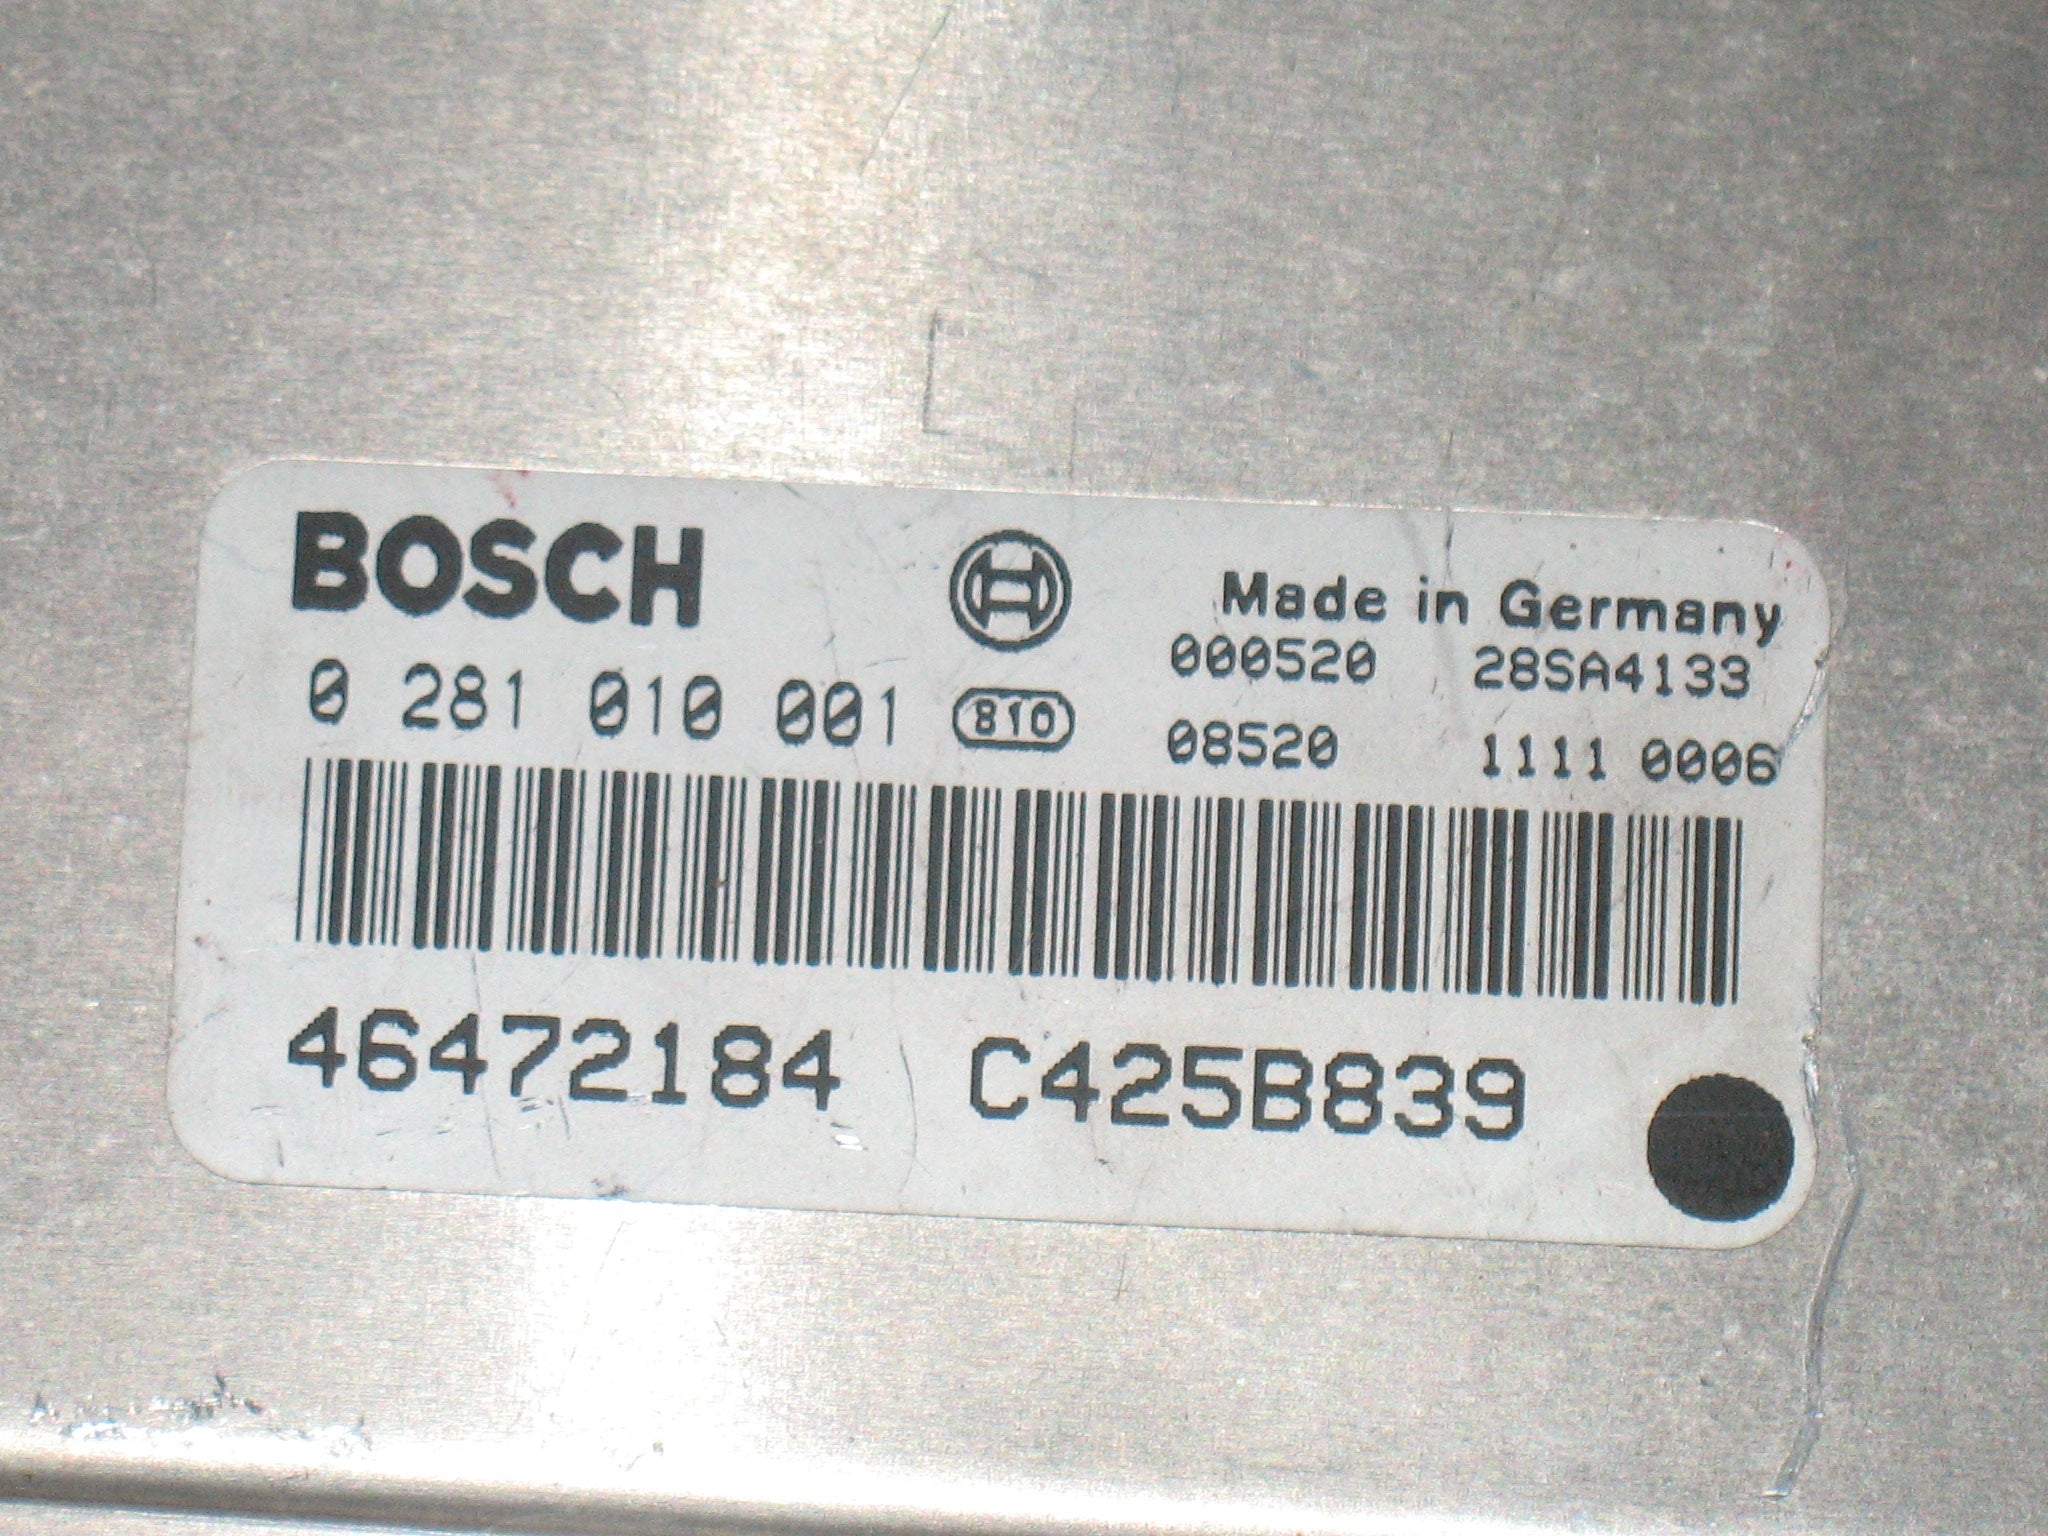 BOSCH
Made in Germany
000520 28SA4133
0 281 010 001 810
08520 1111 0006
46472184 C425B839